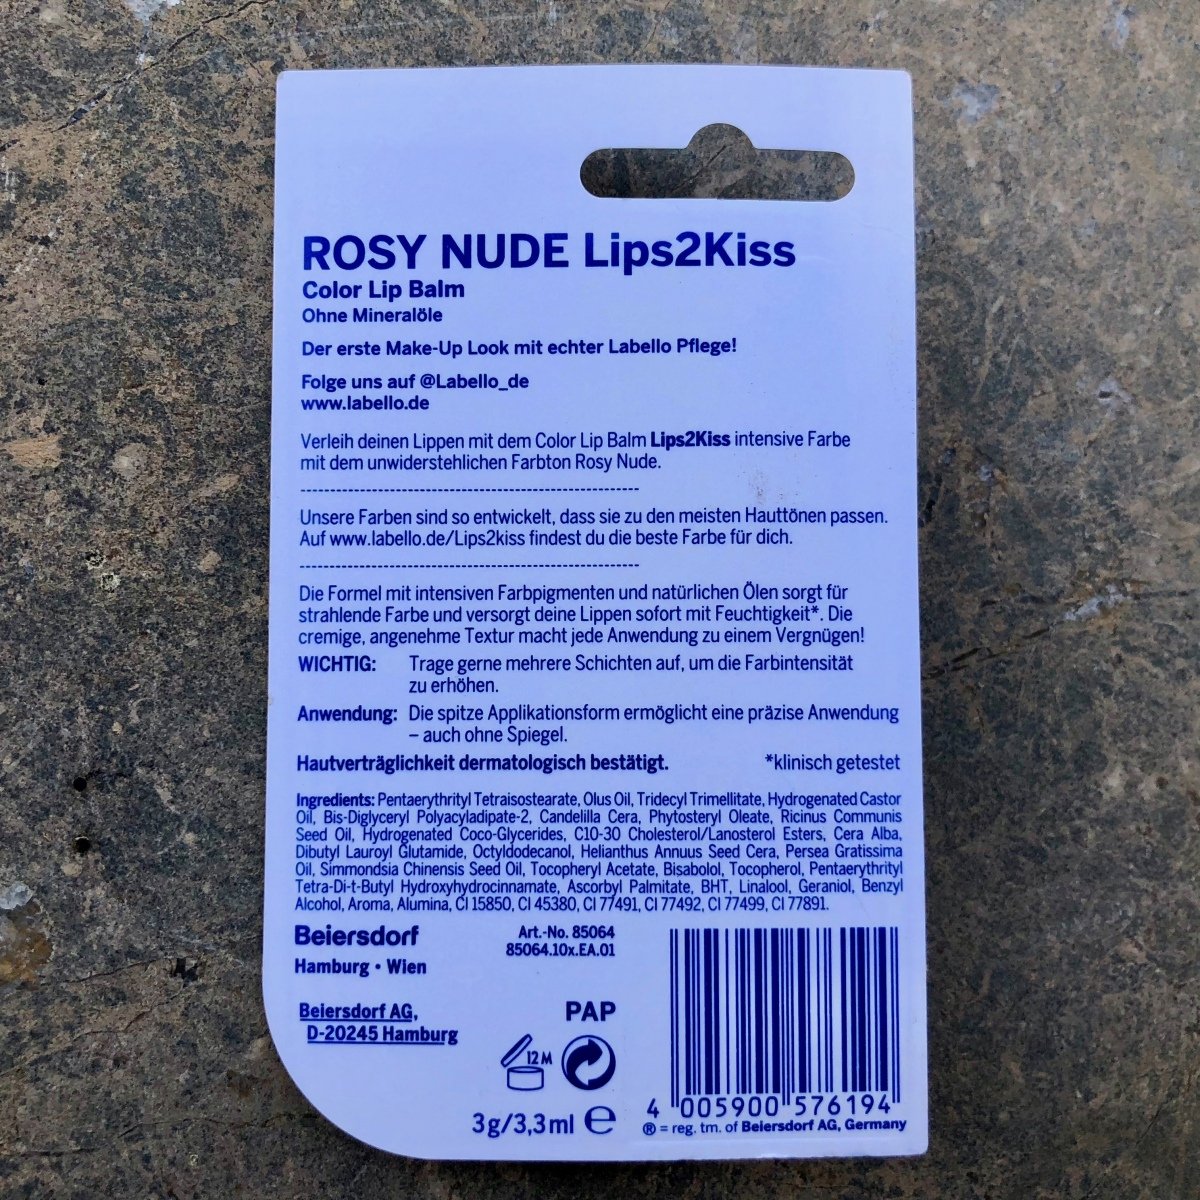 ROSY NUDE Lips2Kiss
Color Lip Balm
Ohne Mineralöle
Der erste Make-Up Look mit echter Labello Pflege!
Folge uns auf @Labello_de
www.labello.de
Verleih deinen Lippen mit dem Color Lip Balm Lips2Kiss intensive Farbe
mit dem unwiderstehlichen Farbton Rosy Nude.
Unsere Farben sind so entwickelt, dass sie zu den meisten Hauttönen passen.
Auf www.labello.de/Lips2kiss findest du die beste Farbe für dich.
Die Formel mit intensiven Farbpigmenten und natürlichen Ölen sorgt für
strahlende Farbe und versorgt deine Lippen sofort mit Feuchtigkeit*. Die
cremige, angenehme Textur macht jede Anwendung zu einem Vergnügen!
WICHTIG: Trage gerne mehrere Schichten auf, um die Farbintensität
zu erhöhen.
Anwendung: Die spitze Applikationsform ermöglicht eine präzise Anwendung
– auch ohne Spiegel.
Hautverträglichkeit dermatologisch bestätigt. *klinisch getestet
Ingredients: Pentaerythrityl Tetraisostearate, Olus Oil, Tridecyl Trimellitate, Hydrogenated Castor
Oil, Bis-Diglyceryl Polyacyladipate-2, Candelilla Cera, Phytosteryl Oleate, Ricinus Communis
Seed Oil, Hydrogenated Coco-Glycerides, C10-30 Cholesterol/Lanosterol Esters, Cera Alba,
Dibutyl Lauroyl Glutamide, Octyldodecanol, Helianthus Annuus Seed Cera, Persea Gratissima
Oil, Simmondsia Chinensis Seed Oil, Tocopheryl Acetate, Bisabolol, Tocopherol, Pentaerythrityl
Tetra-Di-t-Butyl Hydroxyhydrocinnamate, Ascorbyl Palmitate, BHT, Linalool, Geraniol, Benzyl
Alcohol, Aroma, Alumina, CI 15850, CI 45380, CI 77491, CI 77492, CI 77499, CI 77891.
Beiersdorf
Hamburg • Wien
Art.-No. 85064
85064.10x.EA.01
Beiersdorf AG,
D-20245 Hamburg
PAP
12 M
3g/3,3ml ℮
4 005900 576194
® = reg. tm. of Beiersdorf AG, Germany